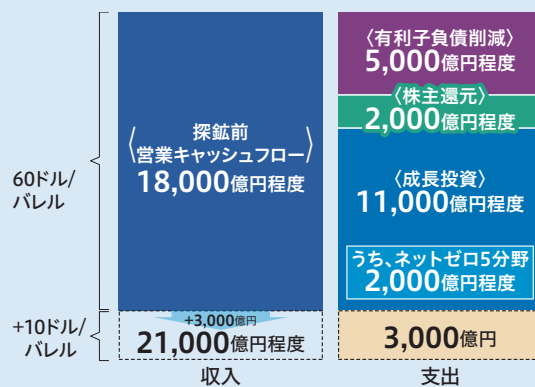 60ドル/
バレル
+10ドル/
バレル
〈探鉱前
営業キャッシュフロー〉
18,000億円程度
+3,000億円
21,000億円程度
収入
〈有利子負債削減〉
5,000億円程度
〈株主還元〉
2,000億円程度
〈成長投資〉
11,000億円程度
うち、ネットゼロ5分野
2,000億円程度
3,000億円
支出